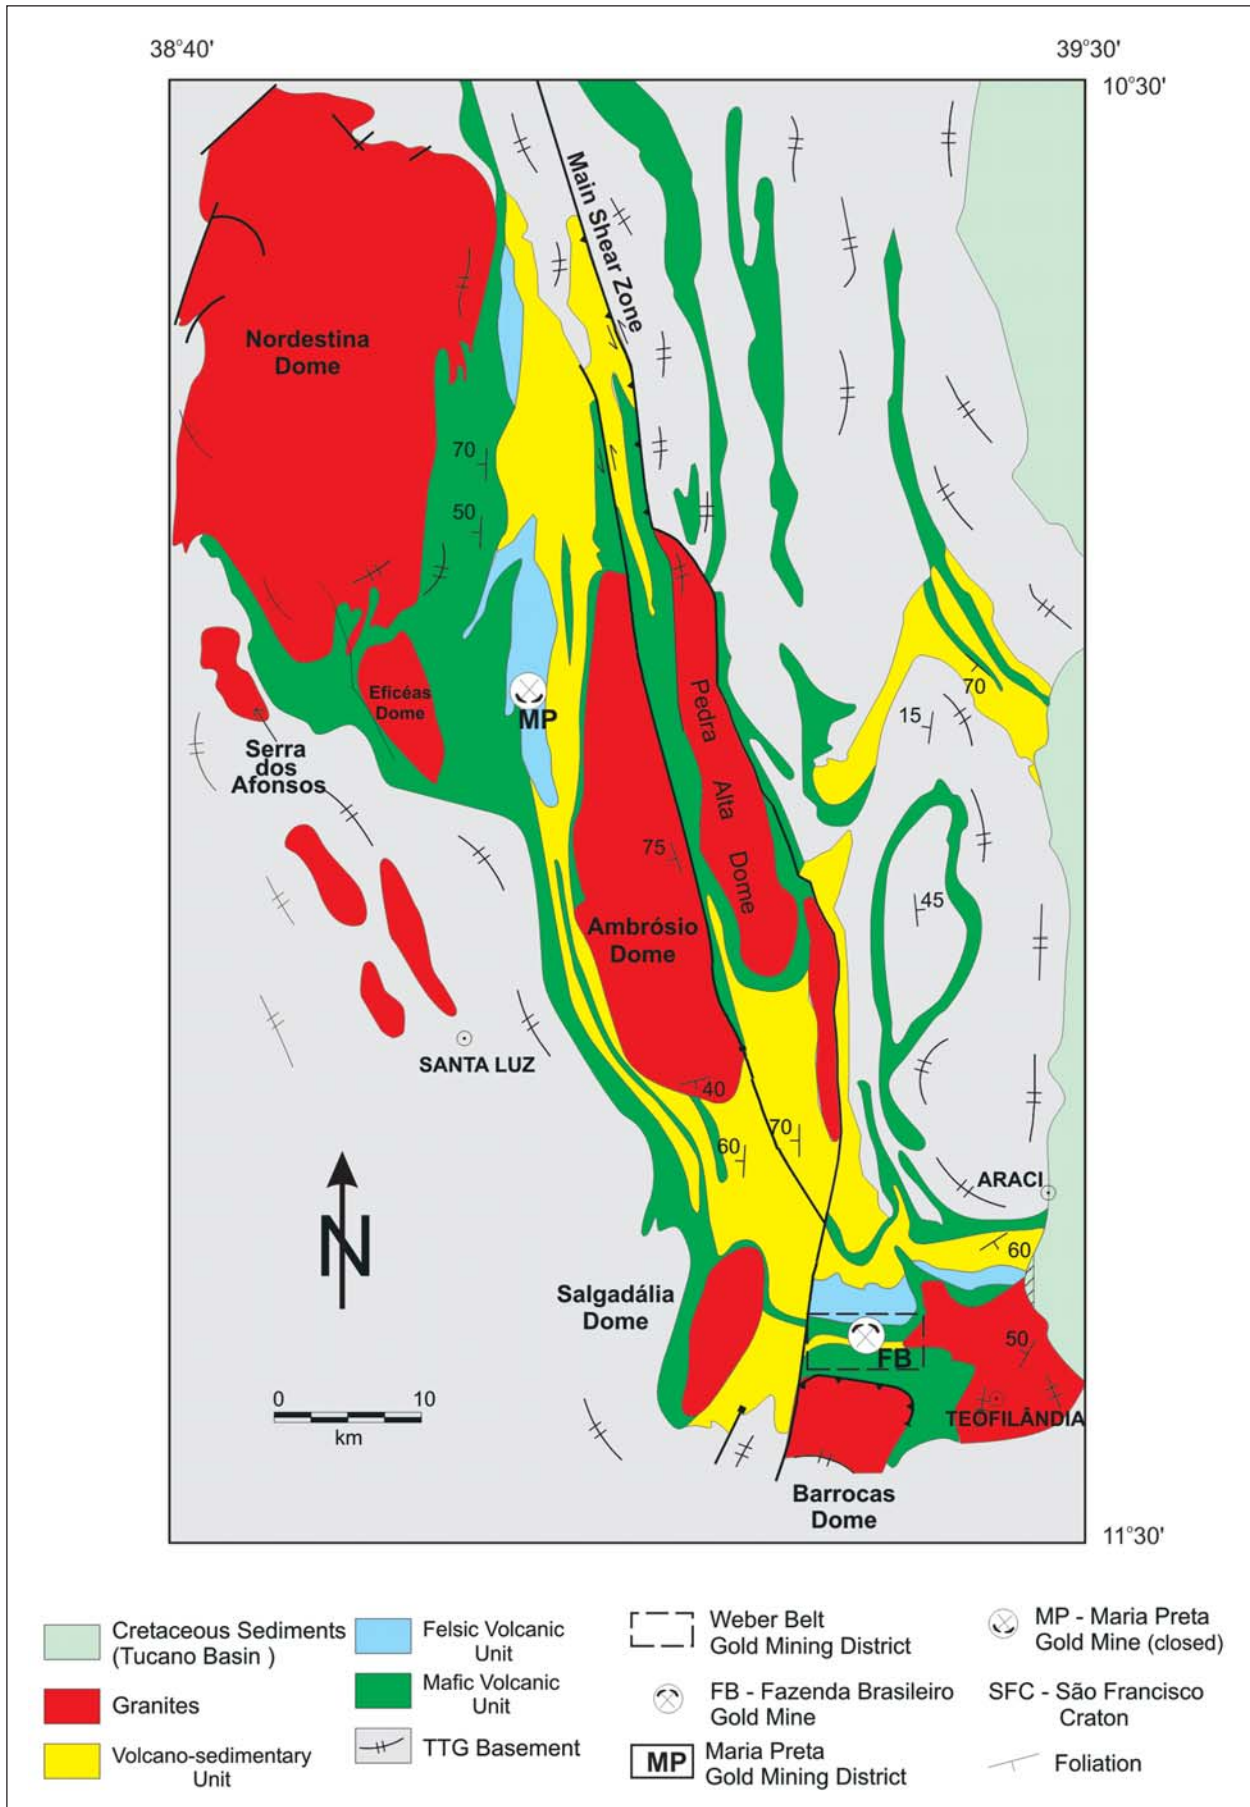 38°40'
39°30'
10°30'
Main Shear Zone
Nordestina
Dome
70
50
Eficéas
Dome
MP
Serra
dos
Afonsos
Pedra
Alta
Dome
70
15
75
45
Ambrósio
Dome
SANTA LUZ
40
70
60
ARACI
60
N
Salgadália
Dome
FB
50
TEOFILÂNDIA
0
10
km
Barrocas
Dome
11°30'
Cretaceous Sediments
(Tucano Basin )
Granites
Volcano-sedimentary
Unit
Felsic Volcanic
Unit
Mafic Volcanic
Unit
TTG Basement
Weber Belt
Gold Mining District
FB - Fazenda Brasileiro
Gold Mine
MP
Maria Preta
Gold Mining District
MP - Maria Preta
Gold Mine (closed)
SFC - São Francisco
Craton
Foliation